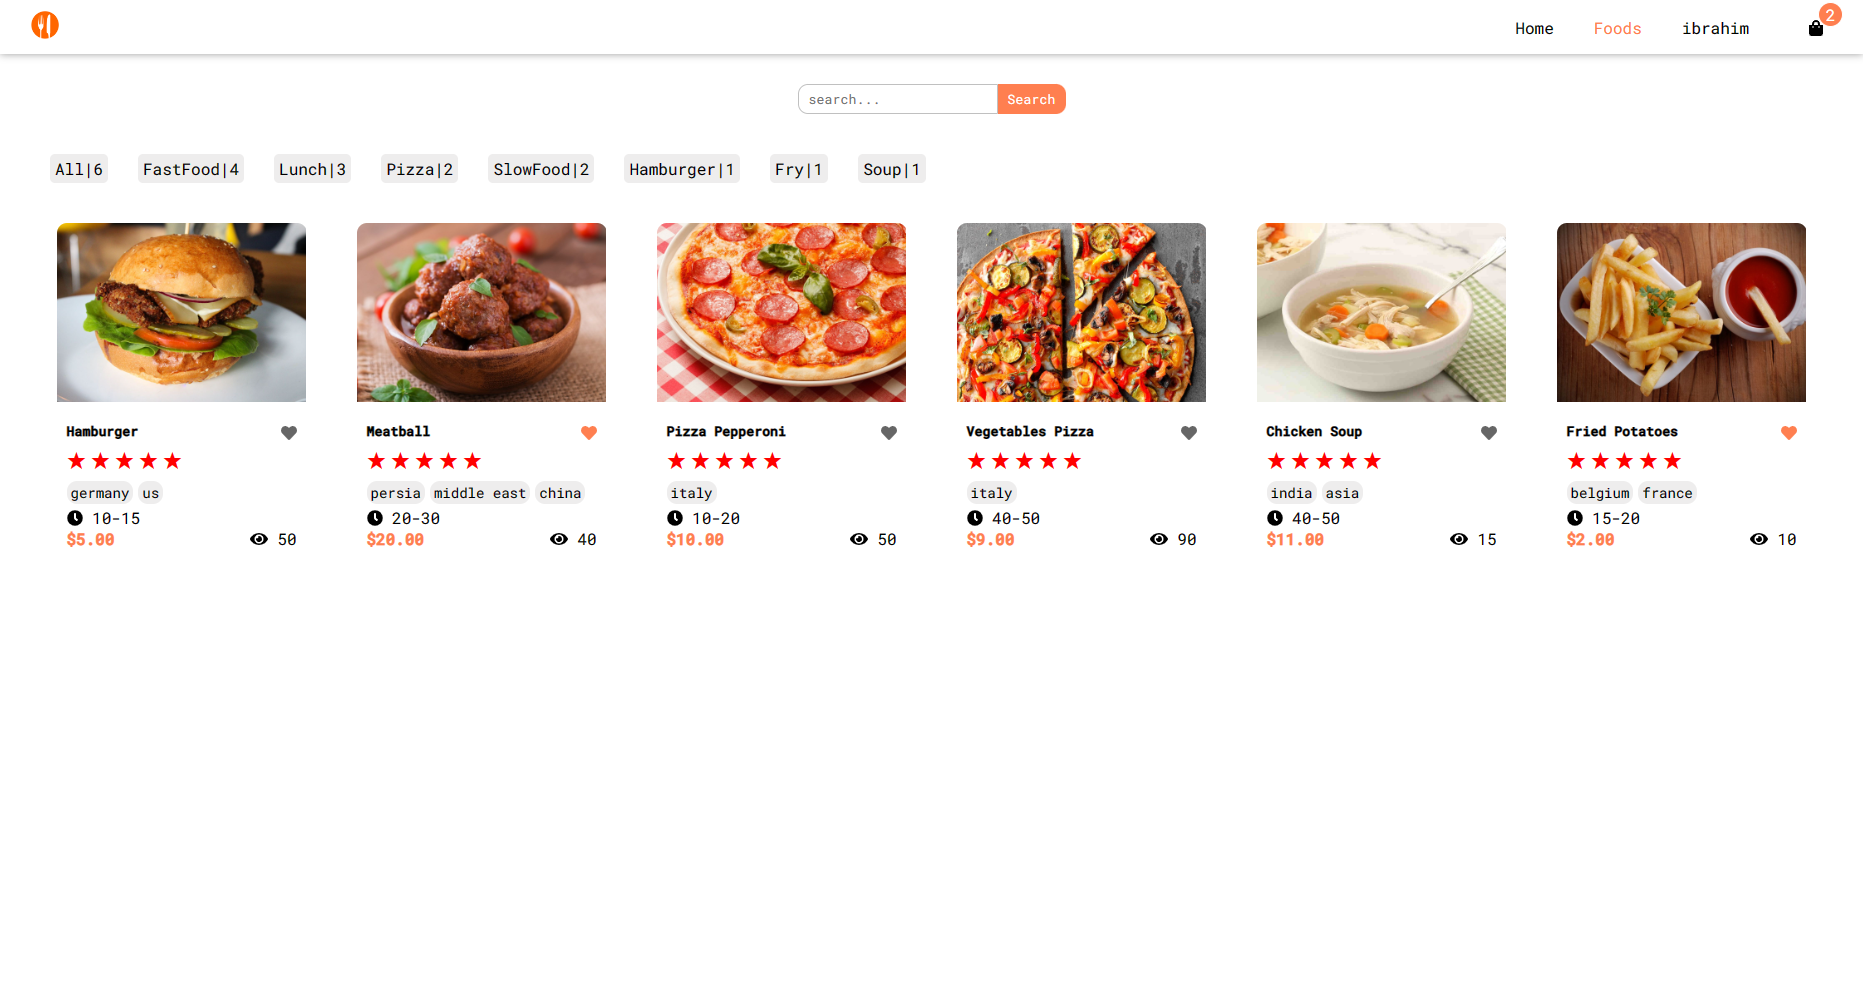 Home Foods ibrahim 2
search... Search
All|6 FastFood|4 Lunch|3 Pizza|2 SlowFood|2 Hamburger|1 Fry|1 Soup|1
Hamburger
germany us
10-15
$5.00 50
Meatball
persia middle east china
20-30
$20.00 40
Pizza Pepperoni
italy
10-20
$10.00 50
Vegetables Pizza
italy
40-50
$9.00 90
Chicken Soup
india asia
40-50
$11.00 15
Fried Potatoes
belgium france
15-20
$2.00 10